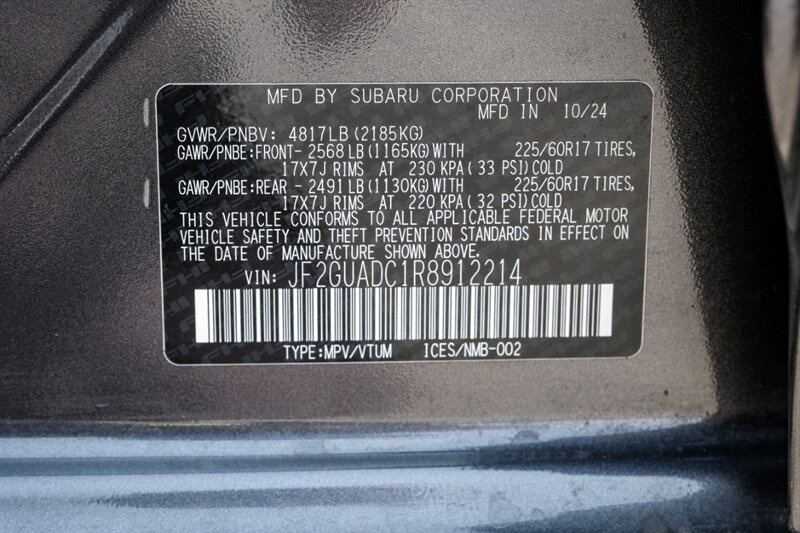 MFD BY SUBARU CORPORATION
MFD IN 10/24
GVWR/PNBV: 4817LB (2185KG)
GAWR/PNBE:FRONT- 2568 LB (1165KG) WITH 225/60R17 TIRES,
17X7J RIMS AT 230 KPA ( 33 PSI) COLD
GAWR/PNBE:REAR - 2491 LB (1130KG) WITH 225/60R17 TIRES,
17X7J RIMS AT 220 KPA ( 32 PSI) COLD
THIS VEHICLE CONFORMS TO ALL APPLICABLE FEDERAL MOTOR
VEHICLE SAFETY AND THEFT PREVENTION STANDARDS IN EFFECT ON
THE DATE OF MANUFACTURE SHOWN ABOVE.
VIN: JF2GUADC1R8912214
TYPE:MPV/VTUM ICES/NMB-002